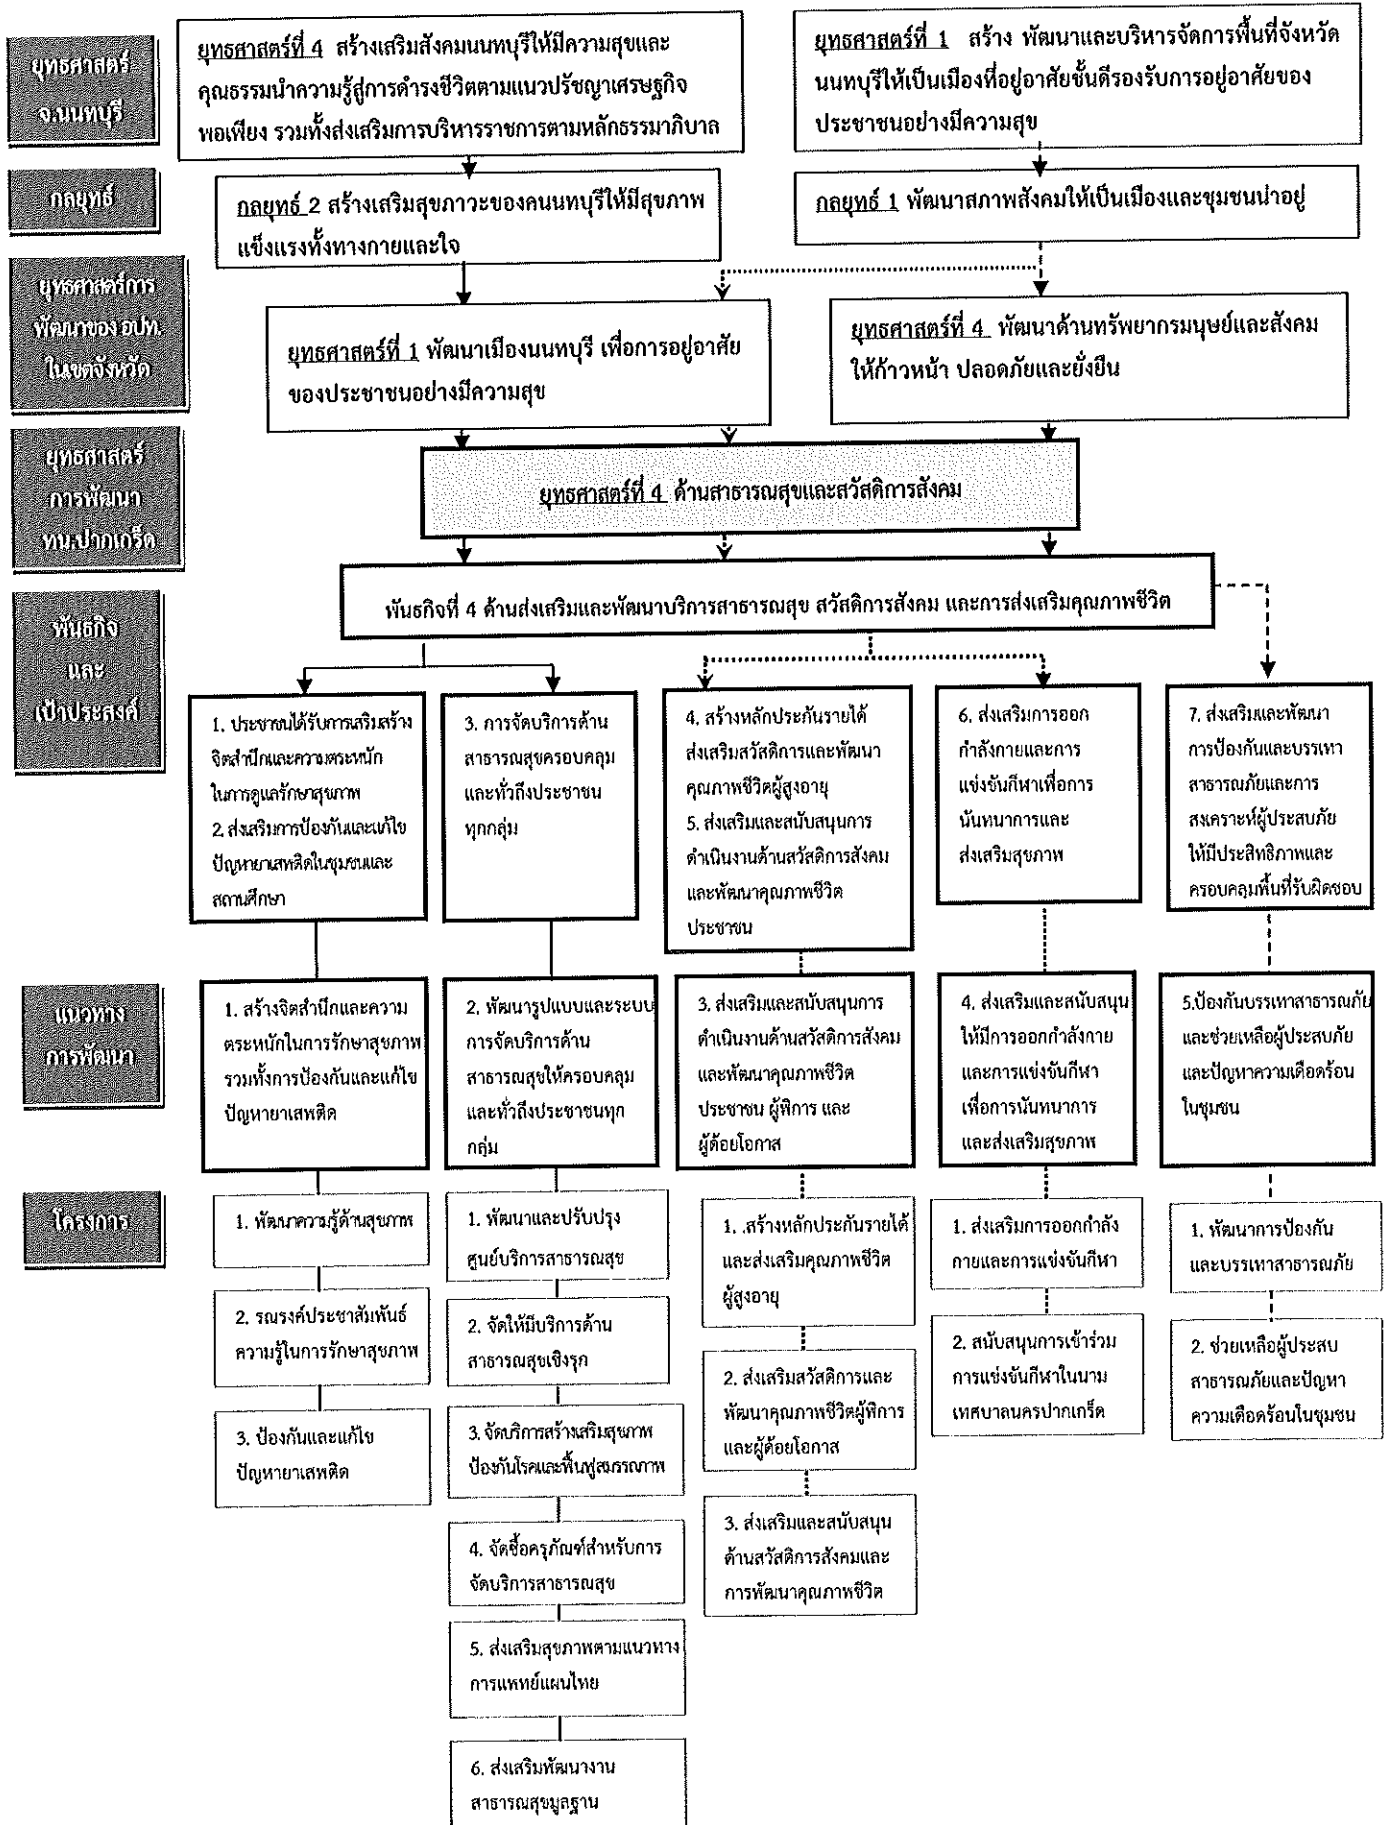 ยุทธศาสตร์
จ.นนทบุรี
ยุทธศาสตร์ที่ 4 สร้างเสริมสังคมนนทบุรีให้มีความสุขและ
คุณธรรมนำความรู้สู่การดำรงชีวิตตามแนวปรัชญาเศรษฐกิจ
พอเพียง รวมทั้งส่งเสริมการบริหารราชการตามหลักธรรมาภิบาล
ยุทธศาสตร์ที่ 1 สร้าง พัฒนาและบริหารจัดการพื้นที่จังหวัด
นนทบุรีให้เป็นเมืองที่อยู่อาศัยชั้นดีรองรับการอยู่อาศัยของ
ประชาชนอย่างมีความสุข
กลยุทธ์
กลยุทธ์ 2 สร้างเสริมสุขภาวะของคนนนทบุรีให้มีสุขภาพ
แข็งแรงทั้งทางกายและใจ
กลยุทธ์ 1 พัฒนาสภาพสังคมให้เป็นเมืองและชุมชนน่าอยู่
ยุทธศาสตร์การ
พัฒนาของ อปท.
ในเขตจังหวัด
ยุทธศาสตร์ที่ 1 พัฒนาเมืองนนทบุรี เพื่อการอยู่อาศัย
ของประชาชนอย่างมีความสุข
ยุทธศาสตร์ที่ 4 พัฒนาด้านทรัพยากรมนุษย์และสังคม
ให้ก้าวหน้า ปลอดภัยและยั่งยืน
ยุทธศาสตร์
การพัฒนา
ทน.ปากเกร็ด
ยุทธศาสตร์ที่ 4 ด้านสาธารณสุขและสวัสดิการสังคม
พันธกิจ
และ
เป้าประสงค์
พันธกิจที่ 4 ด้านส่งเสริมและพัฒนาบริการสาธารณสุข สวัสดิการสังคม และการส่งเสริมคุณภาพชีวิต
1. ประชาชนได้รับการเสริมสร้าง
จิตสำนึกและความตระหนัก
ในการดูแลรักษาสุขภาพ
2. ส่งเสริมการป้องกันและแก้ไข
ปัญหายาเสพติดในชุมชนและ
สถานศึกษา
3. การจัดบริการด้าน
สาธารณสุขครอบคลุม
และทั่วถึงประชาชน
ทุกกลุ่ม
4. สร้างหลักประกันรายได้
ส่งเสริมสวัสดิการและพัฒนา
คุณภาพชีวิตผู้สูงอายุ
5. ส่งเสริมและสนับสนุนการ
ดำเนินงานด้านสวัสดิการสังคม
และพัฒนาคุณภาพชีวิต
ประชาชน
6. ส่งเสริมการออก
กำลังกายและการ
แข่งขันกีฬาเพื่อการ
นันทนาการและ
ส่งเสริมสุขภาพ
7. ส่งเสริมและพัฒนา
การป้องกันและบรรเทา
สาธารณภัยและการ
สงเคราะห์ผู้ประสบภัย
ให้มีประสิทธิภาพและ
ครอบคลุมพื้นที่รับผิดชอบ
แนวทาง
การพัฒนา
1. สร้างจิตสำนึกและความ
ตระหนักในการรักษาสุขภาพ
รวมทั้งการป้องกันและแก้ไข
ปัญหายาเสพติด
2. พัฒนารูปแบบและระบบ
การจัดบริการด้าน
สาธารณสุขให้ครอบคลุม
และทั่วถึงประชาชนทุก
กลุ่ม
3. ส่งเสริมและสนับสนุนการ
ดำเนินงานด้านสวัสดิการสังคม
และพัฒนาคุณภาพชีวิต
ประชาชน ผู้พิการ และ
ผู้ด้อยโอกาส
4. ส่งเสริมและสนับสนุน
ให้มีการออกกำลังกาย
และการแข่งขันกีฬา
เพื่อการนันทนาการ
และส่งเสริมสุขภาพ
5.ป้องกันบรรเทาสาธารณภัย
และช่วยเหลือผู้ประสบภัย
และปัญหาความเดือดร้อน
ในชุมชน
โครงการ
1. พัฒนาความรู้ด้านสุขภาพ
2. รณรงค์ประชาสัมพันธ์
ความรู้ในการรักษาสุขภาพ
3. ป้องกันและแก้ไข
ปัญหายาเสพติด
1. พัฒนาและปรับปรุง
ศูนย์บริการสาธารณสุข
2. จัดให้มีบริการด้าน
สาธารณสุขเชิงรุก
3. จัดบริการสร้างเสริมสุขภาพ
ป้องกันโรคและฟื้นฟูสมรรถภาพ
4. จัดซื้อครุภัณฑ์สำหรับการ
จัดบริการสาธารณสุข
5. ส่งเสริมสุขภาพตามแนวทาง
การแพทย์แผนไทย
6. ส่งเสริมพัฒนางาน
สาธารณสุขมูลฐาน
1. .สร้างหลักประกันรายได้
และส่งเสริมคุณภาพชีวิต
ผู้สูงอายุ
2. ส่งเสริมสวัสดิการและ
พัฒนาคุณภาพชีวิตผู้พิการ
และผู้ด้อยโอกาส
3. ส่งเสริมและสนับสนุน
ด้านสวัสดิการสังคมและ
การพัฒนาคุณภาพชีวิต
1. ส่งเสริมการออกกำลัง
กายและการแข่งขันกีฬา
2. สนับสนุนการเข้าร่วม
การแข่งขันกีฬาในนาม
เทศบาลนครปากเกร็ด
1. พัฒนาการป้องกัน
และบรรเทาสาธารณภัย
2. ช่วยเหลือผู้ประสบ
สาธารณภัยและปัญหา
ความเดือดร้อนในชุมชน